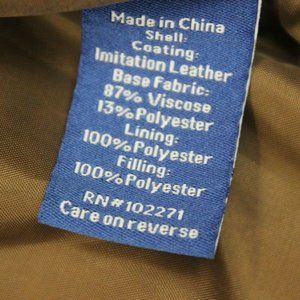 Made in China
Shell:
Coating:
Imitation Leather
Base Fabric:
87% Viscose
13% Polyester
Lining:
100% Polyester
Filling:
100% Polyester
RN#102271
Care on reverse